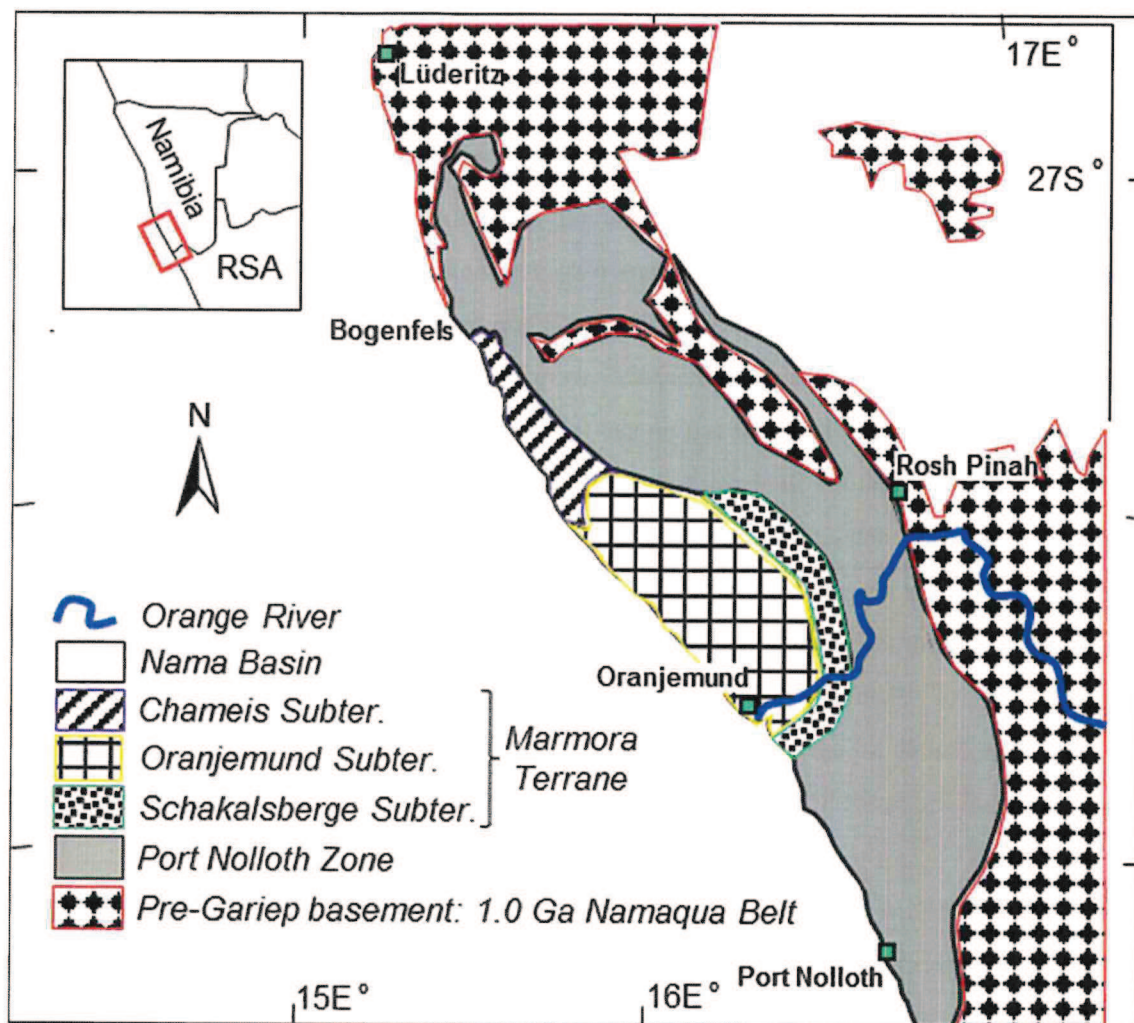 17E°
Lüderitz
Namibia
27S°
RSA
Bogenfels
N
Rosh Pinah
Orange River
Nama Basin
Oranjemund
Chameis Subter.
Oranjemund Subter.
Marmora
Terrane
Schakalsberge Subter.
Port Nolloth Zone
Pre-Gariep basement: 1.0 Ga Namaqua Belt
Port Nolloth
15E°
16E°